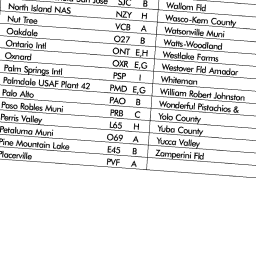 San Jose SJC B Wallom Fld
North Island NAS NZY H Wasco-Kern County
Nut Tree VCB A Watsonville Muni
Oakdale O27 B Watts-Woodland
Ontario Intl ONT E,H Westlake Farms
Oxnard OXR E,G Westover Fld Amador
Palm Springs Intl PSP I Whiteman
Palmdale USAF Plant 42 PMD E,G William Robert Johnston
Palo Alto PAO B Wonderful Pistachios &
Paso Robles Muni PRB C Yolo County
Perris Valley L65 H Yuba County
Petaluma Muni O69 A Yucca Valley
Pine Mountain Lake E45 B Zamperini Fld
Placerville PVF A